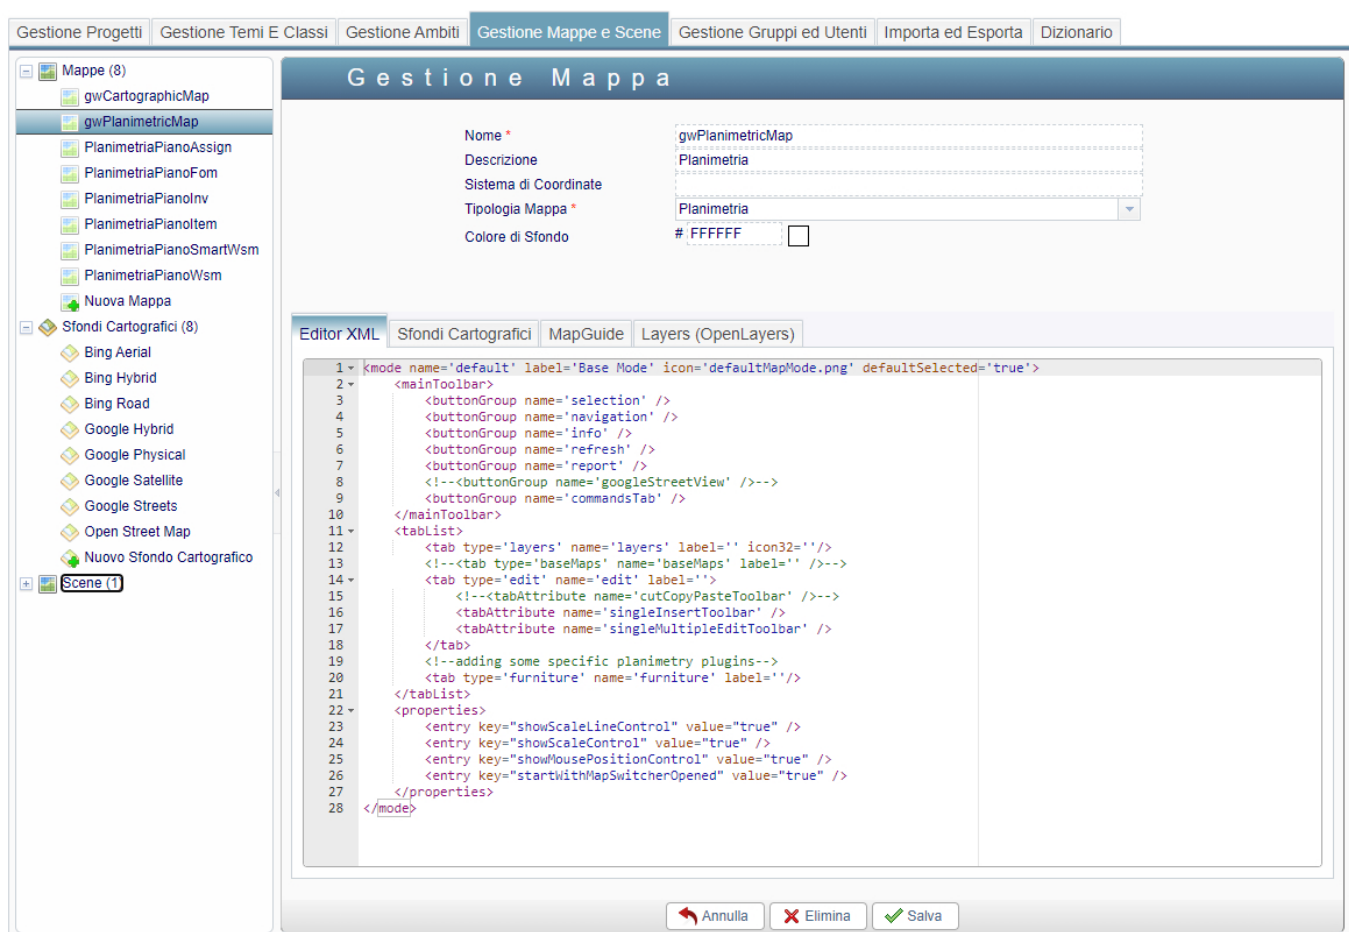 Gestione Progetti Gestione Temi E Classi Gestione Ambiti Gestione Mappe e Scene Gestione Gruppi ed Utenti Importa ed Esporta Dizionario
Mappe (8)
gwCartographicMap
gwPlanimetricMap
PlanimetriaPianoAssign
PlanimetriaPianoFom
PlanimetriaPianoInv
PlanimetriaPianoItem
PlanimetriaPianoSmartWsm
PlanimetriaPianoWsm
Nuova Mappa
Sfondi Cartografici (8)
Bing Aerial
Bing Hybrid
Bing Road
Google Hybrid
Google Physical
Google Satellite
Google Streets
Open Street Map
Nuovo Sfondo Cartografico
Scene (1)
Gestione Mappa
Nome * gwPlanimetricMap
Descrizione Planimetria
Sistema di Coordinate
Tipologia Mappa * Planimetria
Colore di Sfondo # FFFFFF
Editor XML Sfondi Cartografici MapGuide Layers (OpenLayers)
1 <mode name='default' label='Base Mode' icon='defaultMapMode.png' defaultSelected='true'>
2 <mainToolbar>
3 <buttonGroup name='selection' />
4 <buttonGroup name='navigation' />
5 <buttonGroup name='info' />
6 <buttonGroup name='refresh' />
7 <buttonGroup name='report' />
8 <!--<buttonGroup name='googleStreetView' />-->
9 <buttonGroup name='commandsTab' />
10 </mainToolbar>
11 <tabList>
12 <tab type='layers' name='layers' label='' icon32=''/>
13 <!--<tab type='baseMaps' name='baseMaps' label='' />-->
14 <tab type='edit' name='edit' label=''>
15 <!--<tabAttribute name='cutCopyPasteToolbar' />-->
16 <tabAttribute name='singleInsertToolbar' />
17 <tabAttribute name='singleMultipleEditToolbar' />
18 </tab>
19 <!--adding some specific planimetry plugins-->
20 <tab type='furniture' name='furniture' label=''/>
21 </tabList>
22 <properties>
23 <entry key="showScaleLineControl" value="true" />
24 <entry key="showScaleControl" value="true" />
25 <entry key="showMousePositionControl" value="true" />
26 <entry key="startWithMapSwitcherOpened" value="true" />
27 </properties>
28 </mode>
Annulla Elimina Salva